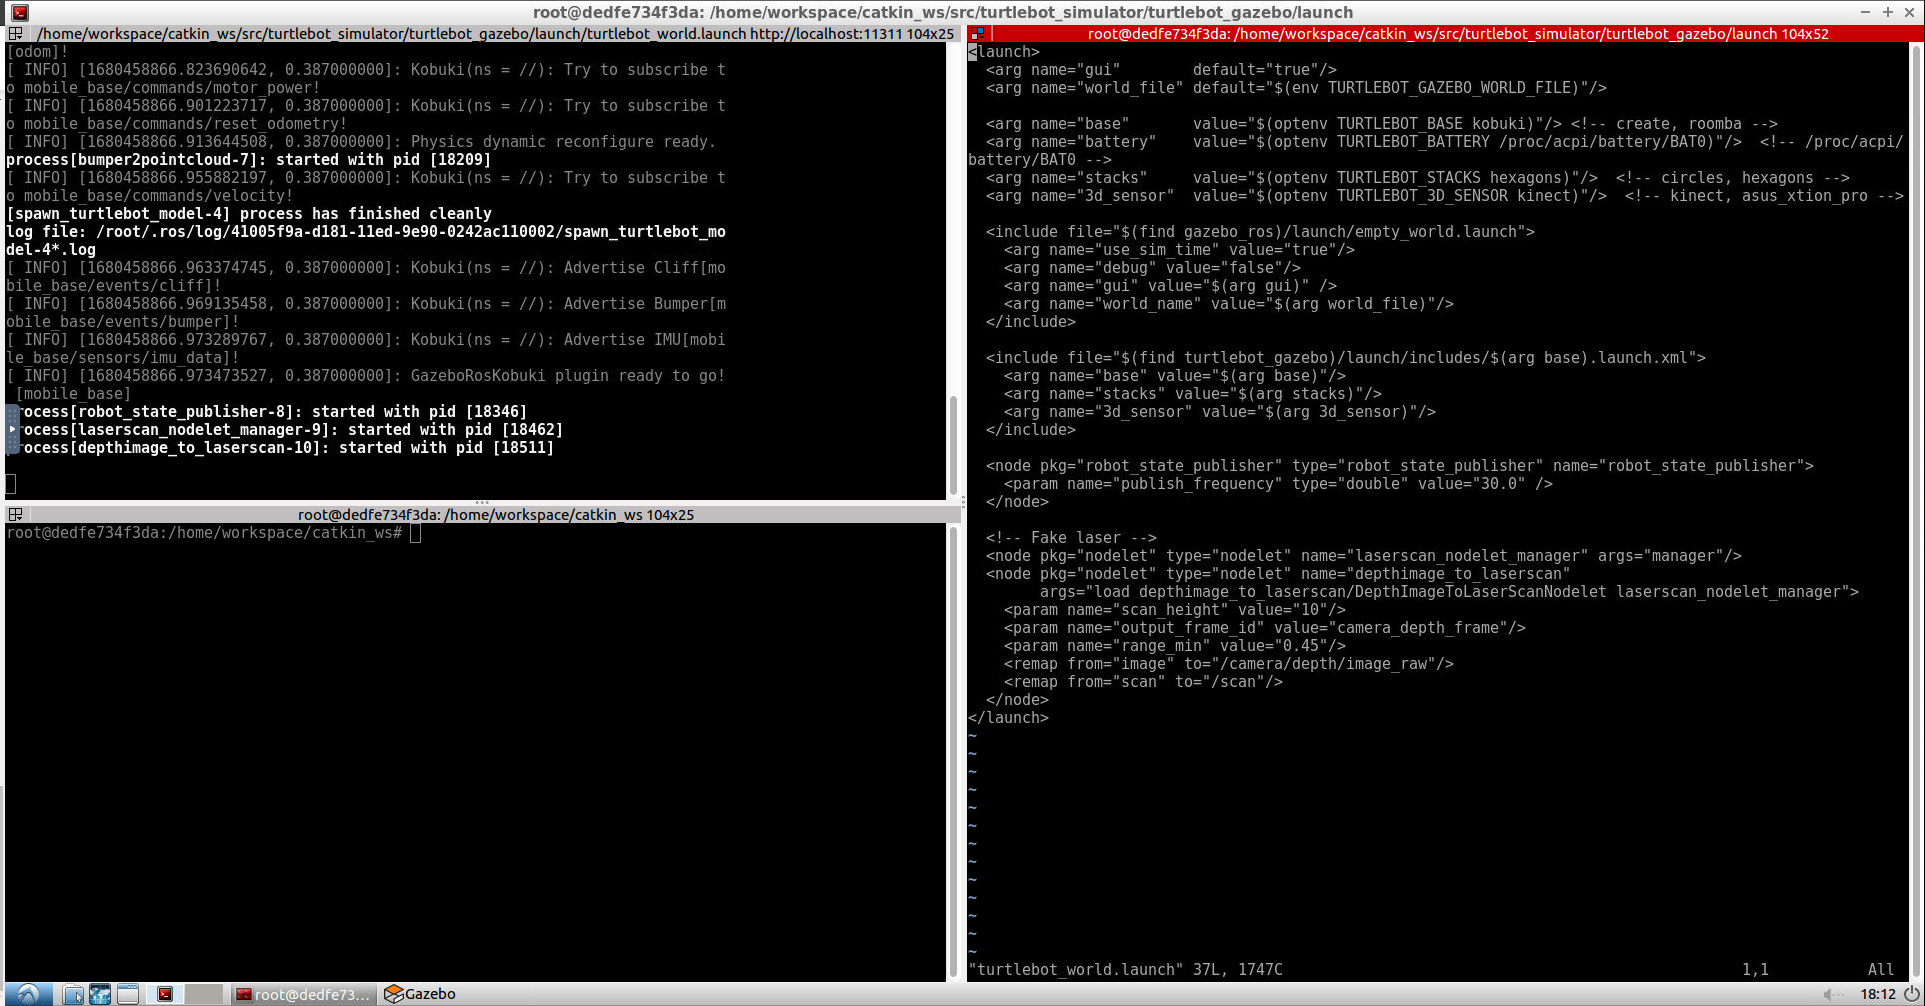 root@dedfe734f3da: /home/workspace/catkin_ws/src/turtlebot_simulator/turtlebot_gazebo/launch
/home/workspace/catkin_ws/src/turtlebot_simulator/turtlebot_gazebo/launch/turtlebot_world.launch http://localhost:11311 104x25
[odom]!
[ INFO] [1680458866.823690642, 0.387000000]: Kobuki(ns = //): Try to subscribe t
o mobile_base/commands/motor_power!
[ INFO] [1680458866.901223717, 0.387000000]: Kobuki(ns = //): Try to subscribe t
o mobile_base/commands/reset_odometry!
[ INFO] [1680458866.913644508, 0.387000000]: Physics dynamic reconfigure ready.
process[bumper2pointcloud-7]: started with pid [18209]
[ INFO] [1680458866.955882197, 0.387000000]: Kobuki(ns = //): Try to subscribe t
o mobile_base/commands/velocity!
[spawn_turtlebot_model-4] process has finished cleanly
log file: /root/.ros/log/41005f9a-d181-11ed-9e90-0242ac110002/spawn_turtlebot_mo
del-4*.log
[ INFO] [1680458866.963374745, 0.387000000]: Kobuki(ns = //): Advertise Cliff[mo
bile_base/events/cliff]!
[ INFO] [1680458866.969135458, 0.387000000]: Kobuki(ns = //): Advertise Bumper[m
obile_base/events/bumper]!
[ INFO] [1680458866.973289767, 0.387000000]: Kobuki(ns = //): Advertise IMU[mobi
le_base/sensors/imu_data]!
[ INFO] [1680458866.973473527, 0.387000000]: GazeboRosKobuki plugin ready to go!
[mobile_base]
rocess[robot_state_publisher-8]: started with pid [18346]
rocess[laserscan_nodelet_manager-9]: started with pid [18462]
rocess[depthimage_to_laserscan-10]: started with pid [18511]
root@dedfe734f3da: /home/workspace/catkin_ws 104x25
root@dedfe734f3da:/home/workspace/catkin_ws#
root@dedfe734f3da: /home/workspace/catkin_ws/src/turtlebot_simulator/turtlebot_gazebo/launch 104x52
<launch>
  <arg name="gui"        default="true"/>
  <arg name="world_file" default="$(env TURTLEBOT_GAZEBO_WORLD_FILE)"/>
  <arg name="base"       value="$(optenv TURTLEBOT_BASE kobuki)"/> <!-- create, roomba -->
  <arg name="battery"    value="$(optenv TURTLEBOT_BATTERY /proc/acpi/battery/BAT0)"/>  <!-- /proc/acpi/
battery/BAT0 -->
  <arg name="stacks"     value="$(optenv TURTLEBOT_STACKS hexagons)"/>  <!-- circles, hexagons -->
  <arg name="3d_sensor"  value="$(optenv TURTLEBOT_3D_SENSOR kinect)"/>  <!-- kinect, asus_xtion_pro -->
  <include file="$(find gazebo_ros)/launch/empty_world.launch">
    <arg name="use_sim_time" value="true"/>
    <arg name="debug" value="false"/>
    <arg name="gui" value="$(arg gui)" />
    <arg name="world_name" value="$(arg world_file)"/>
  </include>
  <include file="$(find turtlebot_gazebo)/launch/includes/$(arg base).launch.xml">
    <arg name="base" value="$(arg base)"/>
    <arg name="stacks" value="$(arg stacks)"/>
    <arg name="3d_sensor" value="$(arg 3d_sensor)"/>
  </include>
  <node pkg="robot_state_publisher" type="robot_state_publisher" name="robot_state_publisher">
    <param name="publish_frequency" type="double" value="30.0" />
  </node>
  <!-- Fake laser -->
  <node pkg="nodelet" type="nodelet" name="laserscan_nodelet_manager" args="manager"/>
  <node pkg="nodelet" type="nodelet" name="depthimage_to_laserscan"
        args="load depthimage_to_laserscan/DepthImageToLaserScanNodelet laserscan_nodelet_manager">
    <param name="scan_height" value="10"/>
    <param name="output_frame_id" value="camera_depth_frame"/>
    <param name="range_min" value="0.45"/>
    <remap from="image" to="/camera/depth/image_raw"/>
    <remap from="scan" to="/scan"/>
  </node>
</launch>
~
~
~
~
~
~
~
~
~
~
~
~
~
"turtlebot_world.launch" 37L, 1747C 1,1 All
root@dedfe73... Gazebo 18:12